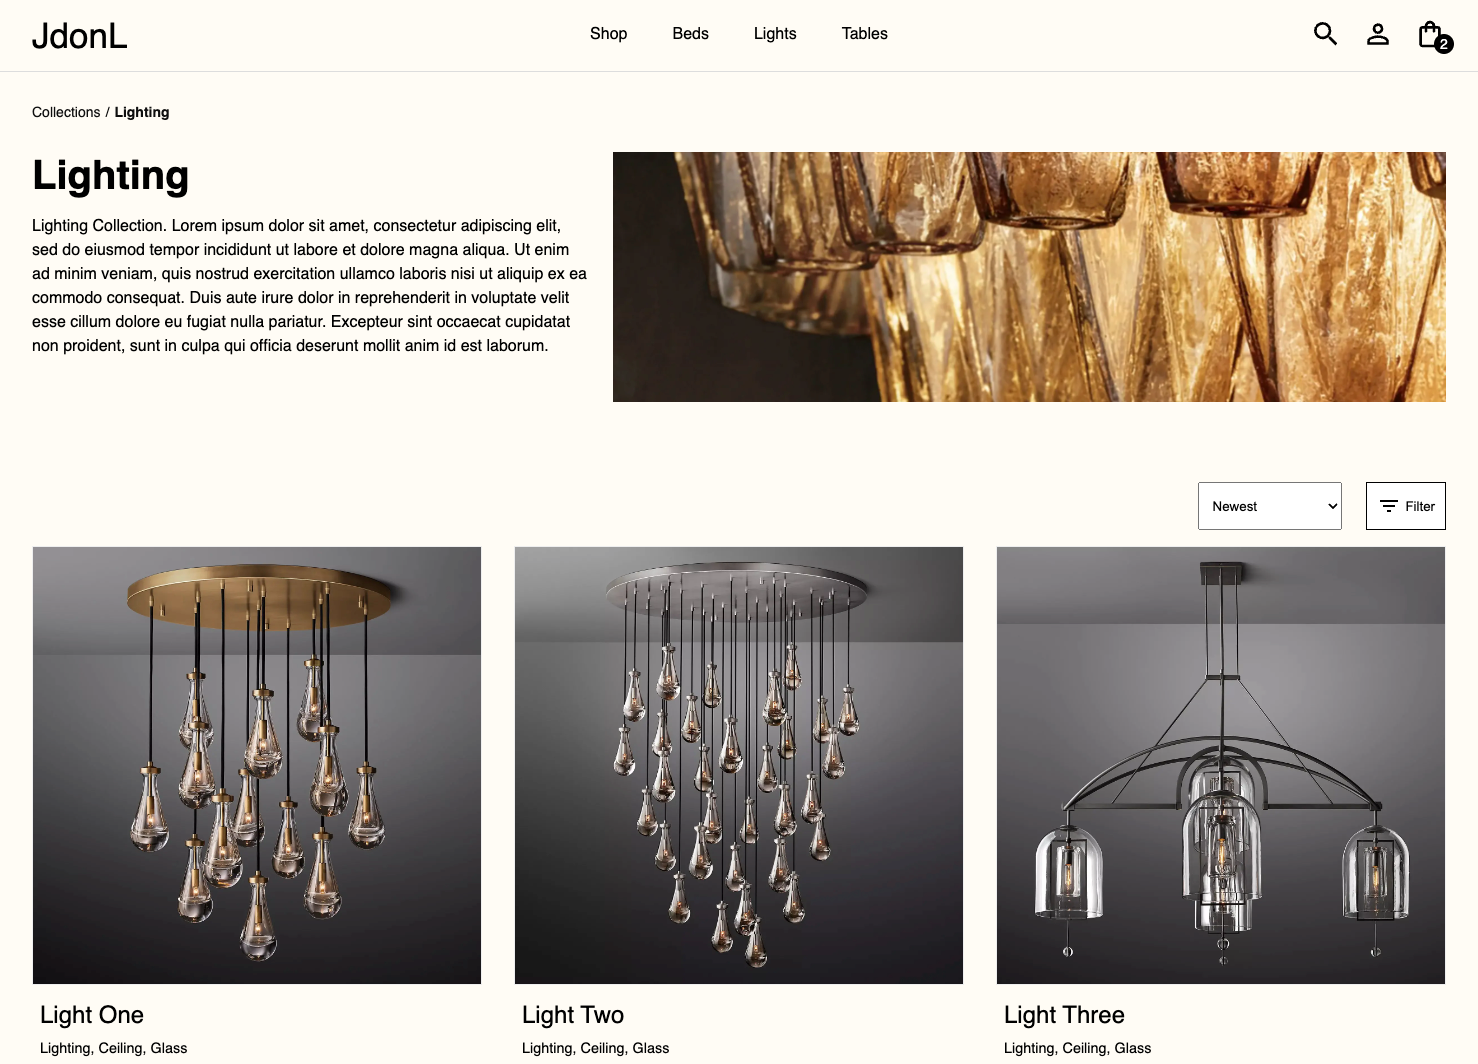 JdonL
Shop Beds Lights Tables
2
Collections / Lighting
Lighting
Lighting Collection. Lorem ipsum dolor sit amet, consectetur adipiscing elit,
sed do eiusmod tempor incididunt ut labore et dolore magna aliqua. Ut enim
ad minim veniam, quis nostrud exercitation ullamco laboris nisi ut aliquip ex ea
commodo consequat. Duis aute irure dolor in reprehenderit in voluptate velit
esse cillum dolore eu fugiat nulla pariatur. Excepteur sint occaecat cupidatat
non proident, sunt in culpa qui officia deserunt mollit anim id est laborum.
Newest
Filter
Light One
Lighting, Ceiling, Glass
Light Two
Lighting, Ceiling, Glass
Light Three
Lighting, Ceiling, Glass